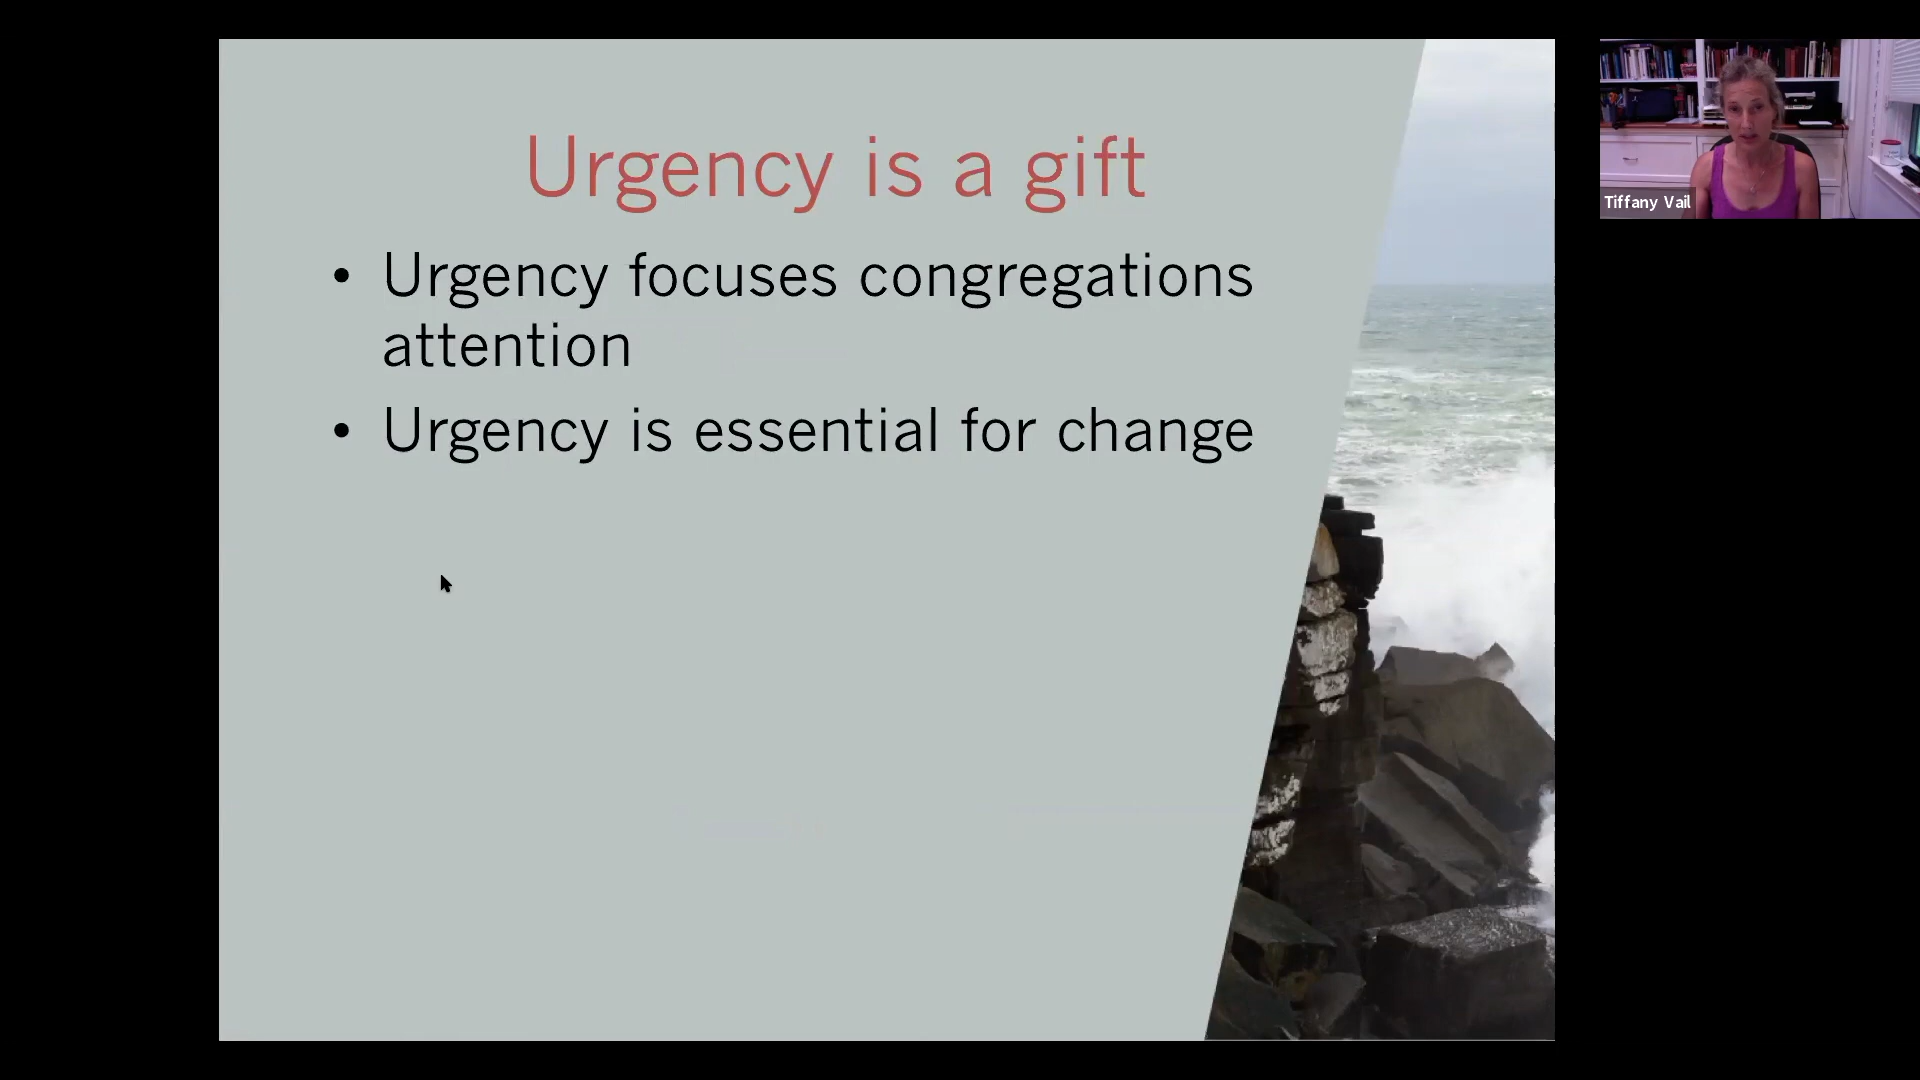 Urgency is a gift
• Urgency focuses congregations
attention
• Urgency is essential for change
Tiffany Vail